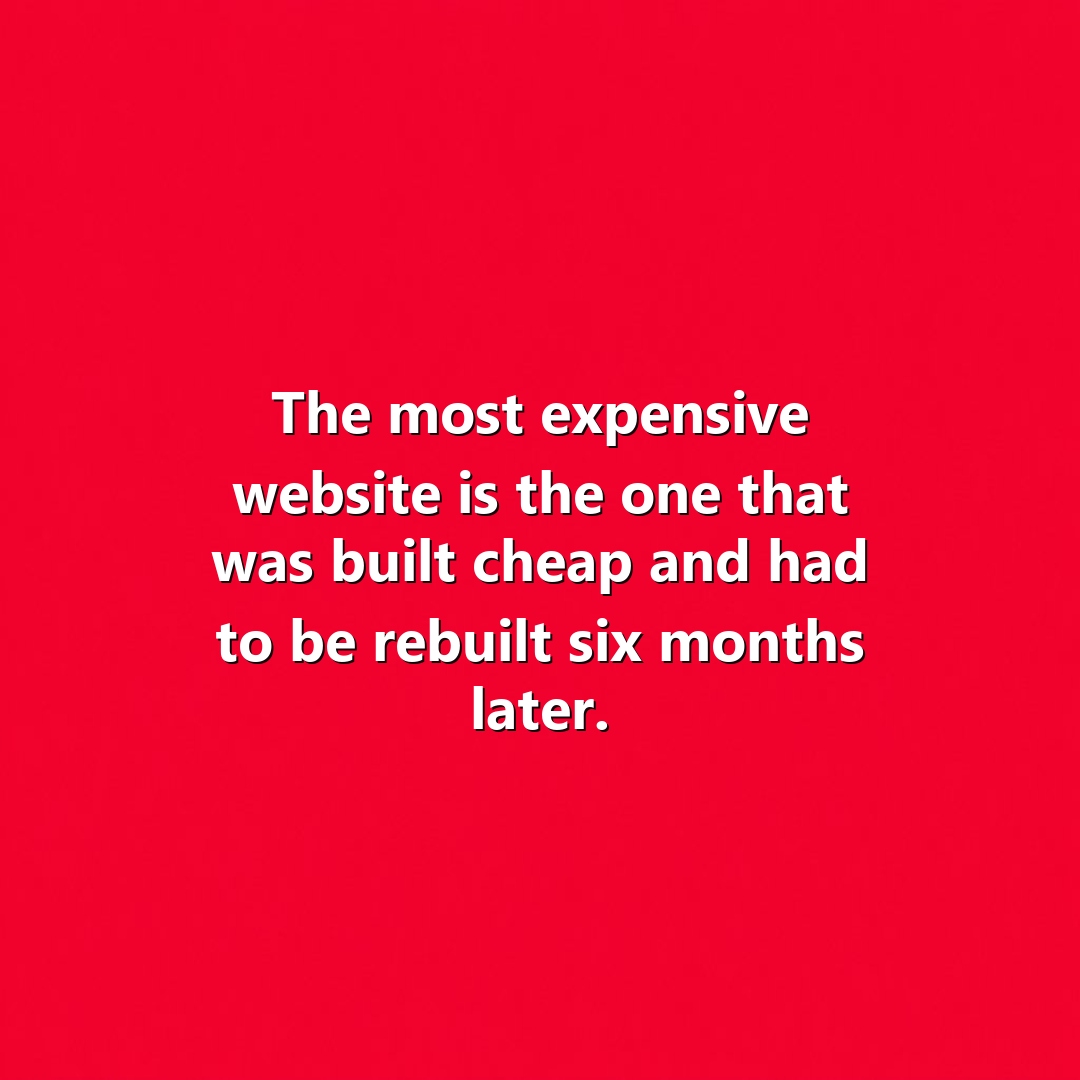 The most expensive
website is the one that
was built cheap and had
to be rebuilt six months
later.